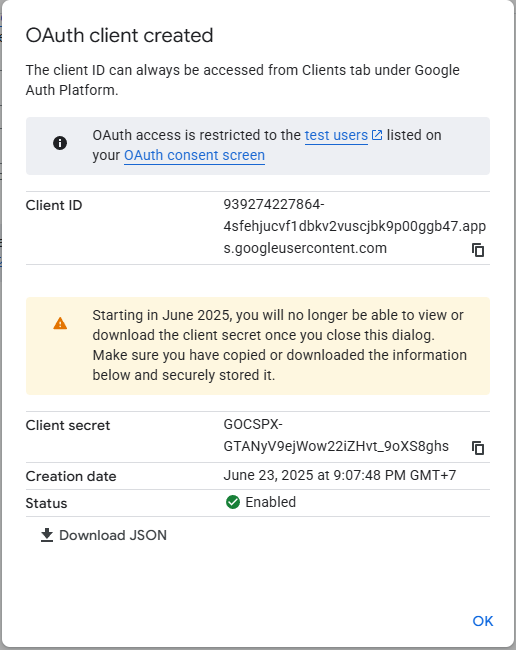 OAuth client created
The client ID can always be accessed from Clients tab under Google
Auth Platform.
OAuth access is restricted to the test users listed on
your OAuth consent screen
Client ID
939274227864-
4sfehjucvf1dbkv2vuscjbk9p00ggb47.app
s.googleusercontent.com
Starting in June 2025, you will no longer be able to view or
download the client secret once you close this dialog.
Make sure you have copied or downloaded the information
below and securely stored it.
Client secret
GOCSPX-
GTANyV9ejWow22iZHvt_9oXS8ghs
Creation date
June 23, 2025 at 9:07:48 PM GMT+7
Status
Enabled
Download JSON
OK